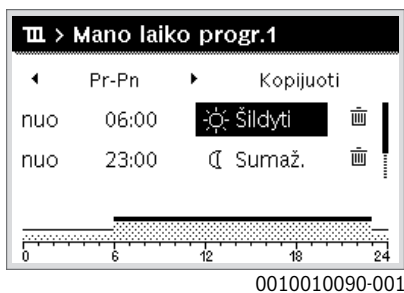 > Mano laiko progr.1
Pr-Pn Kopijuoti
nuo 06:00 Šildyti
nuo 23:00 Sumaž.
0 6 12 18 24
0010010090-001